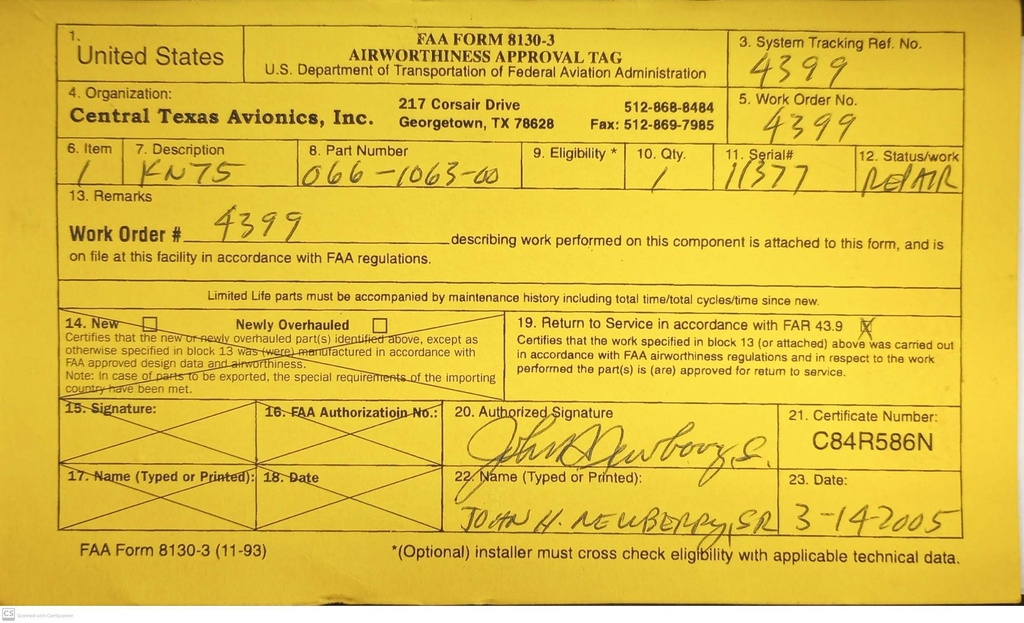 1. United States
FAA FORM 8130-3
AIRWORTHINESS APPROVAL TAG
U.S. Department of Transportation of Federal Aviation Administration
3. System Tracking Ref. No.
4399
4. Organization:
Central Texas Avionics, Inc.
217 Corsair Drive 512-868-8484
Georgetown, TX 78628 Fax: 512-869-7985
5. Work Order No.
4399
6. Item
1
7. Description
KN75
8. Part Number
066-1063-00
9. Eligibility *
10. Qty.
1
11. Serial#
11377
12. Status/work
REPAIR
13. Remarks
Work Order # 4399 describing work performed on this component is attached to this form, and is
on file at this facility in accordance with FAA regulations.
Limited Life parts must be accompanied by maintenance history including total time/total cycles/time since new.
14. New Newly Overhauled
Certifies that the new or newly overhauled part(s) identified above, except as
otherwise specified in block 13 was (were) manufactured in accordance with
FAA approved design data and airworthiness.
Note: In case of parts to be exported, the special requirements of the importing
country have been met.
19. Return to Service in accordance with FAR 43.9 X
Certifies that the work specified in block 13 (or attached) above was carried out
in accordance with FAA airworthiness regulations and in respect to the work
performed the part(s) is (are) approved for return to service.
15. Signature:
16. FAA Authorizatioin No.:
20. Authorized Signature
John H Newberry, Sr.
21. Certificate Number:
C84R586N
17. Name (Typed or Printed):
18. Date
22. Name (Typed or Printed):
JOHN H. NEWBERRY, SR
23. Date:
3-14-2005
FAA Form 8130-3 (11-93)
*(Optional) installer must cross check eligibility with applicable technical data.
CS Scanned with CamScanner